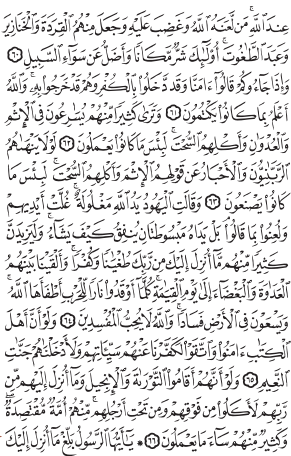 عِندَ ٱللَّهِۚ مَن لَّعَنَهُ ٱللَّهُ وَغَضِبَ عَلَيۡهِ وَجَعَلَ مِنۡهُمُ ٱلۡقِرَدَةَ وَٱلۡخَنَازِيرَ
وَعَبَدَ ٱلطَّٰغُوتَۚ أُوْلَٰٓئِكَ شَرّٞ مَّكَانٗا وَأَضَلُّ عَن سَوَآءِ ٱلسَّبِيلِ ٦٠
وَإِذَا جَآءُوكُمۡ قَالُوٓاْ ءَامَنَّا وَقَد دَّخَلُواْ بِٱلۡكُفۡرِ وَهُمۡ قَدۡ خَرَجُواْ بِهِۦۚ وَٱللَّهُ
أَعۡلَمُ بِمَا كَانُواْ يَكۡتُمُونَ ٦١ وَتَرَىٰ كَثِيرٗا مِّنۡهُمۡ يُسَٰرِعُونَ فِي ٱلۡإِثۡمِ
وَٱلۡعُدۡوَٰنِ وَأَكۡلِهِمُ ٱلسُّحۡتَۚ لَبِئۡسَ مَا كَانُواْ يَعۡمَلُونَ ٦٢ لَوۡلَا يَنۡهَىٰهُمُ
ٱلرَّبَّٰنِيُّونَ وَٱلۡأَحۡبَارُ عَن قَوۡلِهِمُ ٱلۡإِثۡمَ وَأَكۡلِهِمُ ٱلسُّحۡتَۚ لَبِئۡسَ مَا
كَانُواْ يَصۡنَعُونَ ٦٣ وَقَالَتِ ٱلۡيَهُودُ يَدُ ٱللَّهِ مَغۡلُولَةٌۚ غُلَّتۡ أَيۡدِيهِمۡ
وَلُعِنُواْ بِمَا قَالُواْۘ بَلۡ يَدَاهُ مَبۡسُوطَتَانِ يُنفِقُ كَيۡفَ يَشَآءُۚ وَلَيَزِيدَنَّ
كَثِيرٗا مِّنۡهُم مَّآ أُنزِلَ إِلَيۡكَ مِن رَّبِّكَ طُغۡيَٰنٗا وَكُفۡرٗاۚ وَأَلۡقَيۡنَا بَيۡنَهُمُ
ٱلۡعَدَٰوَةَ وَٱلۡبَغۡضَآءَ إِلَىٰ يَوۡمِ ٱلۡقِيَٰمَةِۚ كُلَّمَآ أَوۡقَدُواْ نَارٗا لِّلۡحَرۡبِ أَطۡفَأَهَا ٱللَّهُۚ
وَيَسۡعَوۡنَ فِي ٱلۡأَرۡضِ فَسَادٗاۚ وَٱللَّهُ لَا يُحِبُّ ٱلۡمُفۡسِدِينَ ٦٤ وَلَوۡ أَنَّ أَهۡلَ
ٱلۡكِتَٰبِ ءَامَنُواْ وَٱتَّقَوۡاْ لَكَفَّرۡنَا عَنۡهُمۡ سَيِّـَٔاتِهِمۡ وَلَأَدۡخَلۡنَٰهُمۡ جَنَّٰتِ
ٱلنَّعِيمِ ٦٥ وَلَوۡ أَنَّهُمۡ أَقَامُواْ ٱلتَّوۡرَىٰةَ وَٱلۡإِنجِيلَ وَمَآ أُنزِلَ إِلَيۡهِم مِّن
رَّبِّهِمۡ لَأَكَلُواْ مِن فَوۡقِهِمۡ وَمِن تَحۡتِ أَرۡجُلِهِمۚ مِّنۡهُمۡ أُمَّةٞ مُّقۡتَصِدَةٞۖ
وَكَثِيرٞ مِّنۡهُمۡ سَآءَ مَا يَعۡمَلُونَ ٦٦ ۞ يَٰٓأَيُّهَا ٱلرَّسُولُ بَلِّغۡ مَآ أُنزِلَ إِلَيۡكَ